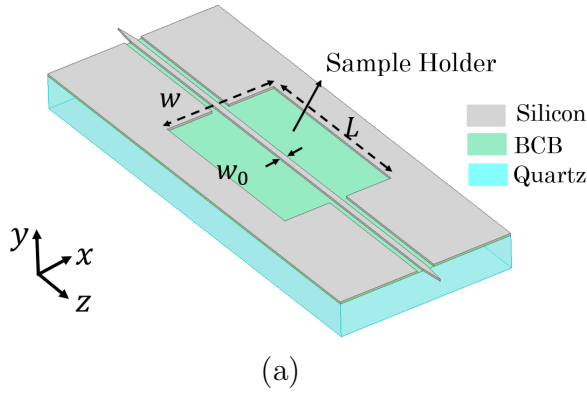 Sample Holder
w
L
w₀
Silicon
BCB
Quartz
y
x
z
(a)